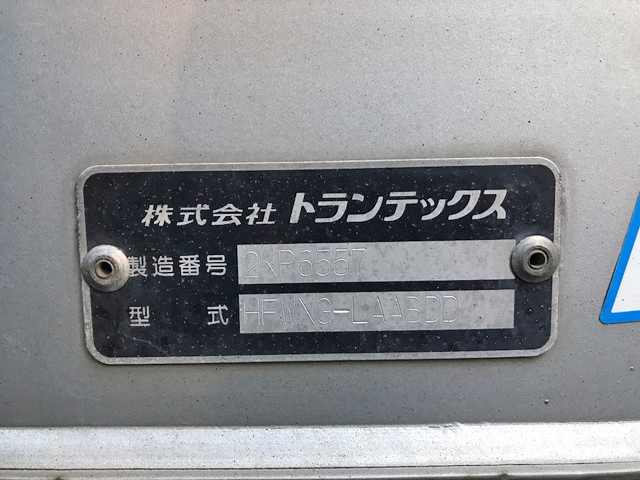 株式会社 トランテックス
製造番号 2KP6557
型 式 HFWNG-LAABDD